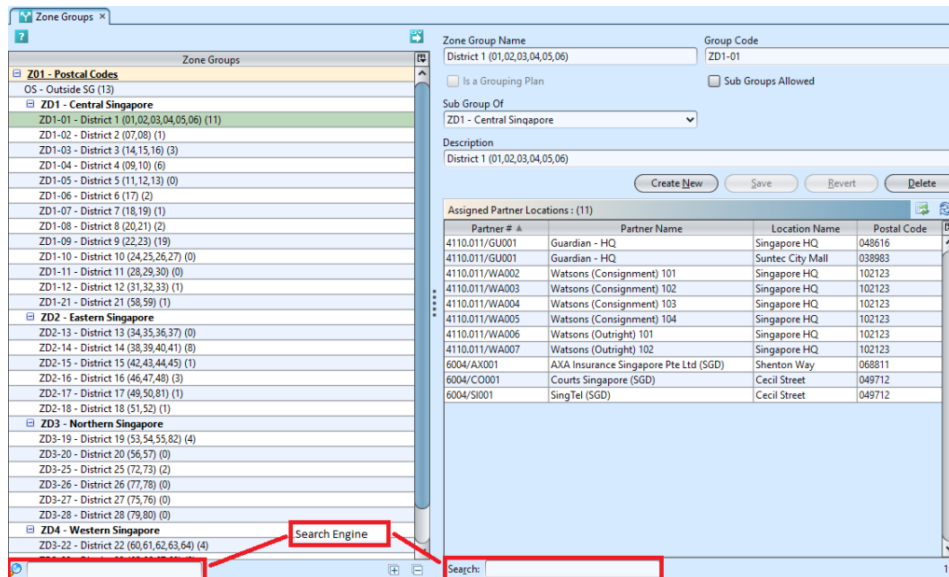 Zone Groups
Zone Groups
Z01 - Postcal Codes
OS - Outside SG (13)
ZD1 - Central Singapore
ZD1-01 - District 1 (01,02,03,04,05,06) (11)
ZD1-02 - District 2 (07,08) (1)
ZD1-03 - District 3 (14,15,16) (3)
ZD1-04 - District 4 (09,10) (6)
ZD1-05 - District 5 (11,12,13) (0)
ZD1-06 - District 6 (17) (2)
ZD1-07 - District 7 (18,19) (1)
ZD1-08 - District 8 (20,21) (2)
ZD1-09 - District 9 (22,23) (19)
ZD1-10 - District 10 (24,25,26,27) (0)
ZD1-11 - District 11 (28,29,30) (0)
ZD1-12 - District 12 (31,32,33) (1)
ZD1-21 - District 21 (58,59) (1)
ZD2 - Eastern Singapore
ZD2-13 - District 13 (34,35,36,37) (0)
ZD2-14 - District 14 (38,39,40,41) (8)
ZD2-15 - District 15 (42,43,44,45) (1)
ZD2-16 - District 16 (46,47,48) (3)
ZD2-17 - District 17 (49,50,81) (1)
ZD2-18 - District 18 (51,52) (1)
ZD3 - Northern Singapore
ZD3-19 - District 19 (53,54,55,82) (4)
ZD3-20 - District 20 (56,57) (0)
ZD3-25 - District 25 (72,73) (2)
ZD3-26 - District 26 (77,78) (0)
ZD3-27 - District 27 (75,76) (0)
ZD3-28 - District 28 (79,80) (0)
ZD4 - Western Singapore
ZD3-22 - District 22 (60,61,62,63,64) (4)
Search Engine
Zone Group Name Group Code
District 1 (01,02,03,04,05,06) ZD1-01
Is a Grouping Plan Sub Groups Allowed
Sub Group Of
ZD1 - Central Singapore
Description
District 1 (01,02,03,04,05,06)
Create New Save Revert Delete
Assigned Partner Locations : (11)
Partner # Partner Name Location Name Postal Code
4110.011/GU001 Guardian - HQ Singapore HQ 048616
4110.011/GU001 Guardian - HQ Suntec City Mall 038983
4110.011/WA002 Watsons (Consignment) 101 Singapore HQ 102123
4110.011/WA003 Watsons (Consignment) 102 Singapore HQ 102123
4110.011/WA004 Watsons (Consignment) 103 Singapore HQ 102123
4110.011/WA005 Watsons (Consignment) 104 Singapore HQ 102123
4110.011/WA006 Watsons (Outright) 101 Singapore HQ 102123
4110.011/WA007 Watsons (Outright) 102 Singapore HQ 102123
6004/AX001 AXA Insurance Singapore Pte Ltd (SGD) Shenton Way 068811
6004/CO001 Courts Singapore (SGD) Cecil Street 049712
6004/SI001 SingTel (SGD) Cecil Street 049712
Search: